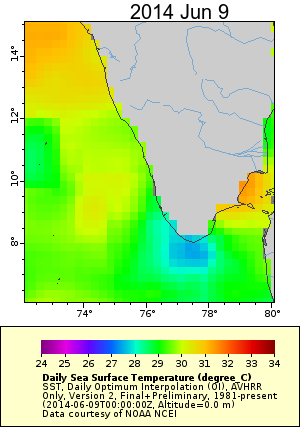 2014 Jun 9
14°
12°
10°
8°
74° 76° 78° 80°
24 25 26 27 28 29 30 31 32 33 34
Daily Sea Surface Temperature (degree_C)
SST, Daily Optimum Interpolation (OI), AVHRR
Only, Version 2, Final+Preliminary, 1981-present
(2014-06-09T00:00:00Z, Altitude=0.0 m)
Data courtesy of NOAA NCEI